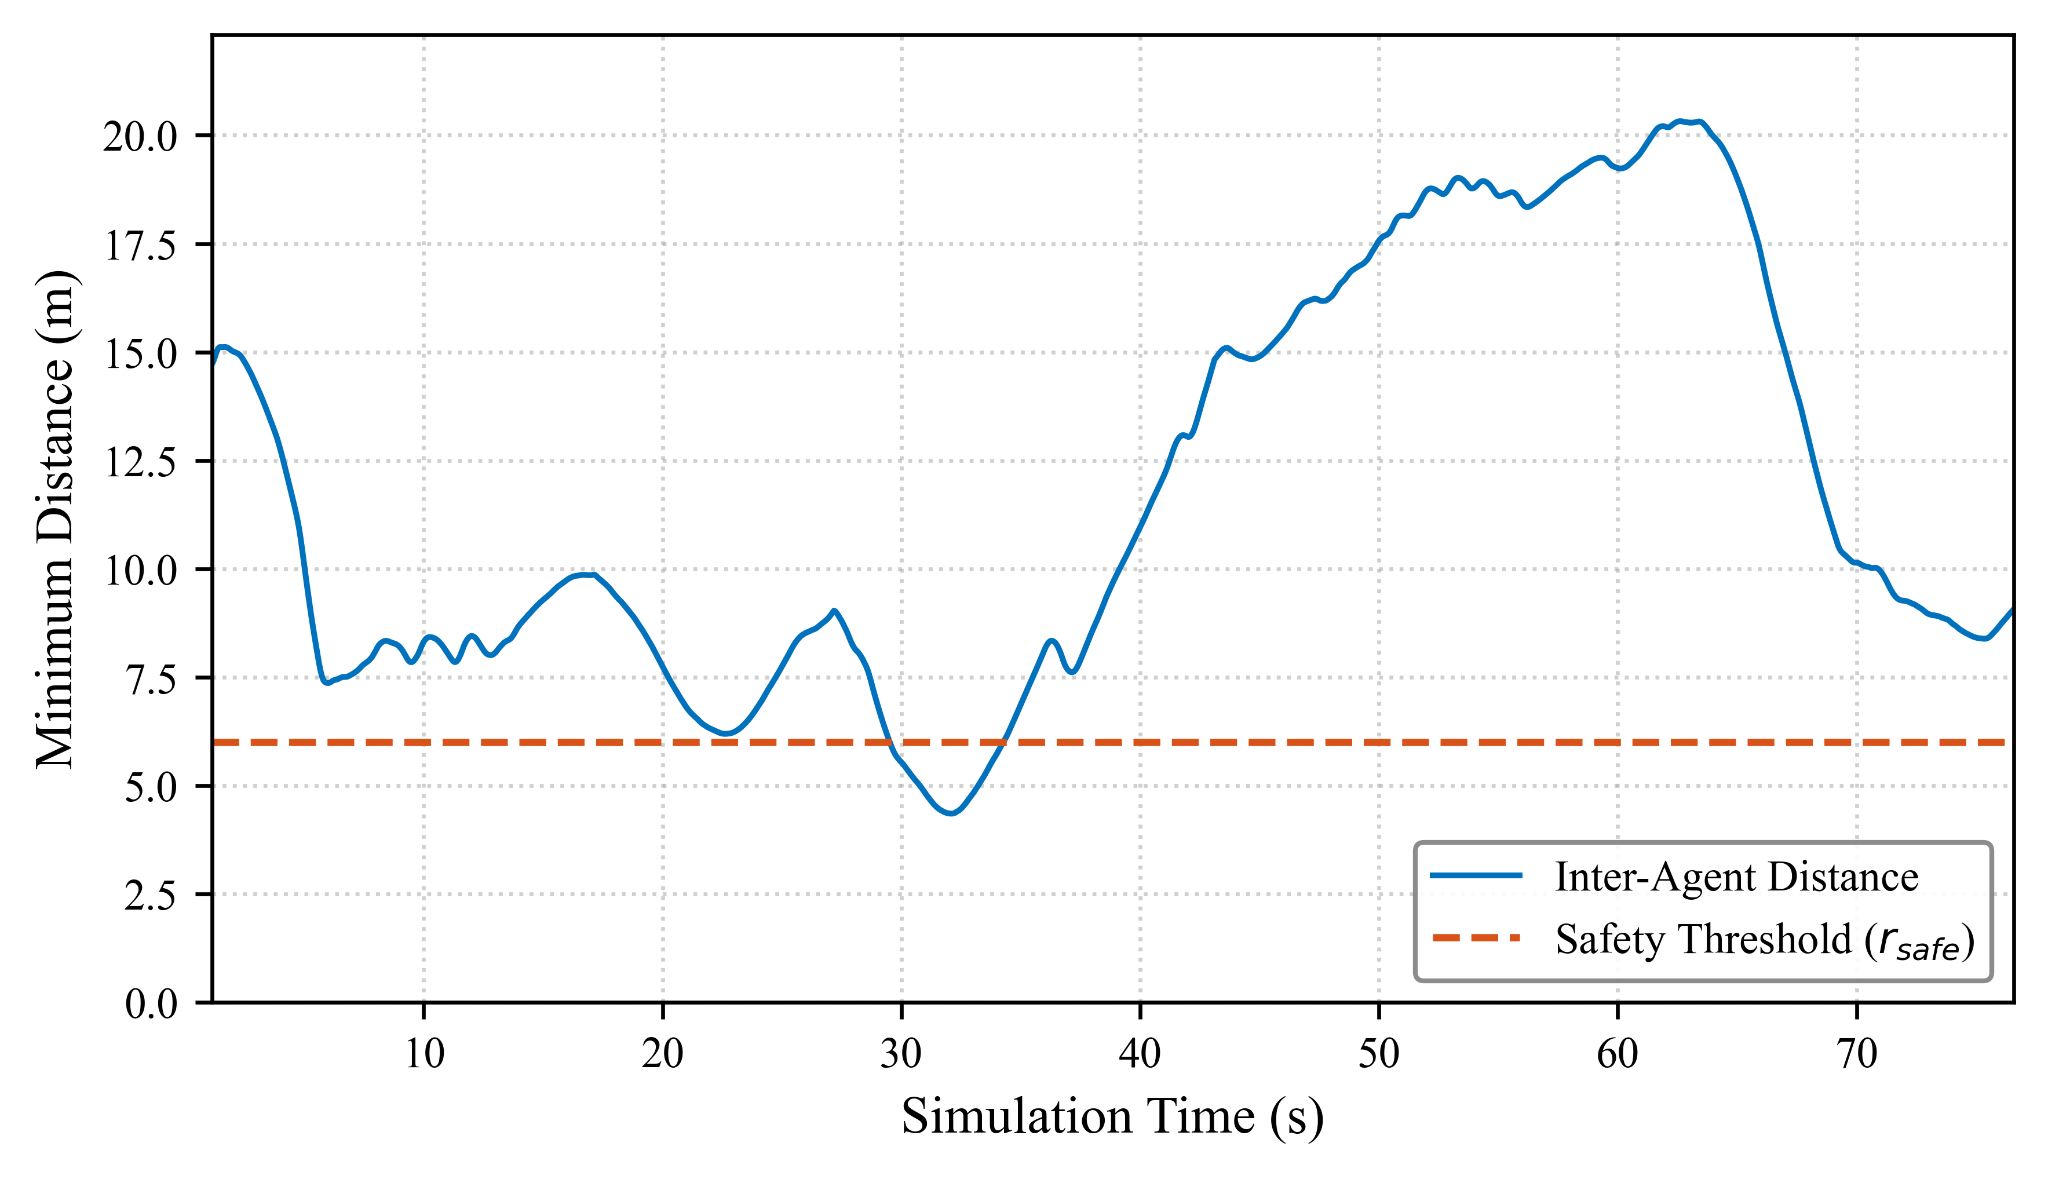 Minimum Distance (m)
20.0
17.5
15.0
12.5
10.0
7.5
5.0
2.5
0.0
10 20 30 40 50 60 70
Simulation Time (s)
Inter-Agent Distance
Safety Threshold (r_safe)